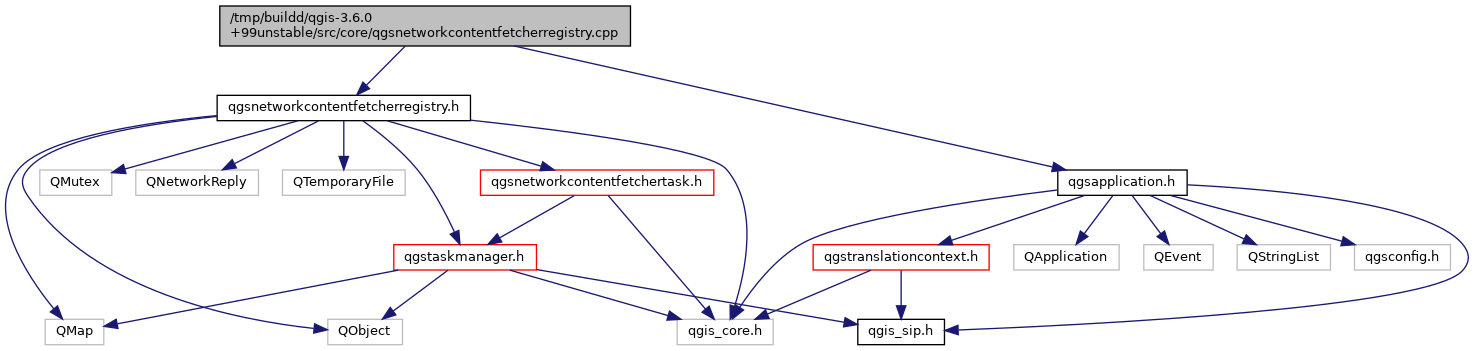 /tmp/buildd/qgis-3.6.0
+99unstable/src/core/qgsnetworkcontentfetcherregistry.cpp
qgsnetworkcontentfetcherregistry.h
QMutex
QNetworkReply
QTemporaryFile
qgsnetworkcontentfetchertask.h
qgsapplication.h
qgstaskmanager.h
qgstranslationcontext.h
QApplication
QEvent
QStringList
qgsconfig.h
QMap
QObject
qgis_core.h
qgis_sip.h